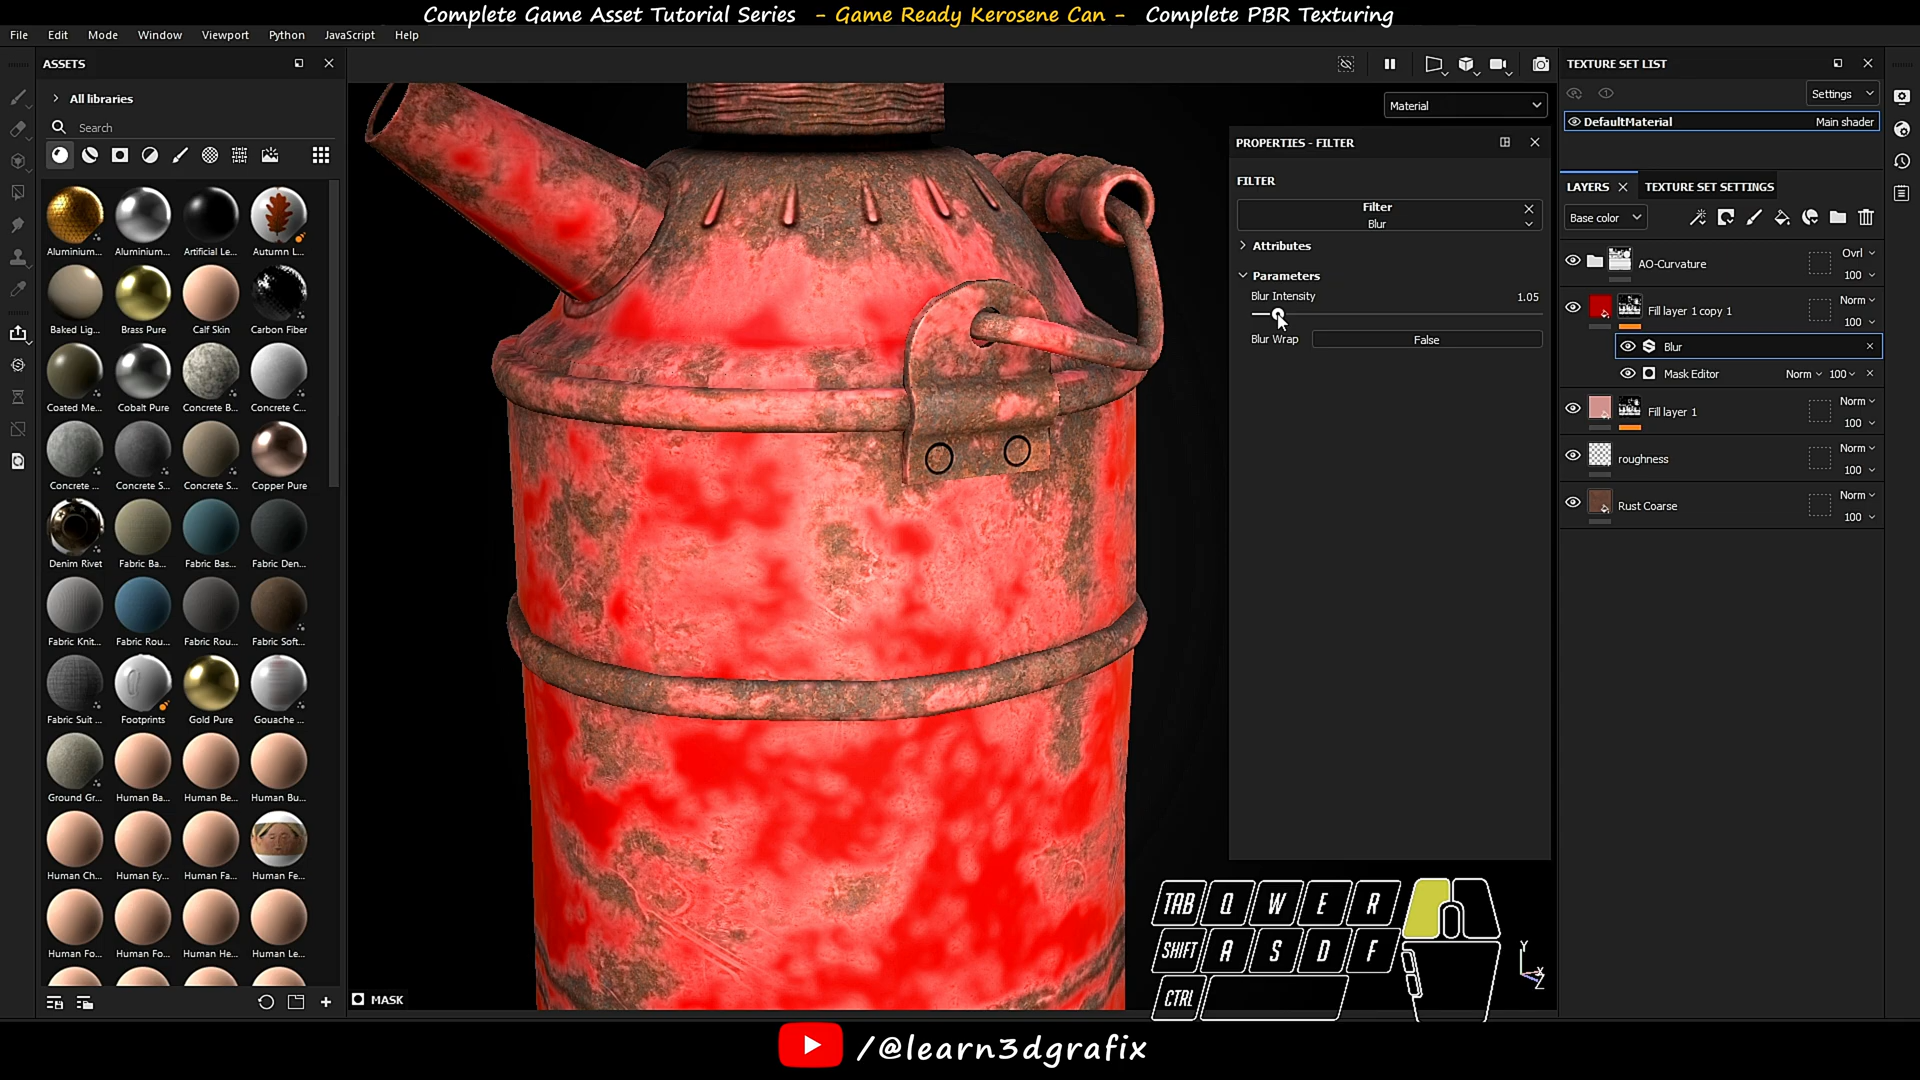 Complete Game Asset Tutorial Series - Game Ready Kerosene Can - Complete PBR Texturing
File Edit Mode Window Viewport Python JavaScript Help
ASSETS
All libraries
Search
Aluminium... Aluminium... Artificial Le... Autumn L...
Baked Lig... Brass Pure Calf Skin Carbon Fiber
Coated Me... Cobalt Pure Concrete B... Concrete C...
Concrete ... Concrete S... Concrete S... Copper Pure
Denim Rivet Fabric Ba... Fabric Bas... Fabric Den...
Fabric Knit... Fabric Rou... Fabric Rou... Fabric Soft...
Fabric Suit ... Footprints Gold Pure Gouache ...
Ground Gr... Human Ba... Human Be... Human Bu...
Human Ch... Human Ey... Human Fa... Human Fe...
Human Fo... Human Fo... Human He... Human Le...
MASK
Material
PROPERTIES - FILTER
FILTER
Filter
Blur
Attributes
Parameters
Blur Intensity 1.05
Blur Wrap False
TAB Q W E R
SHIFT A S D F
CTRL
Y
X
Z
TEXTURE SET LIST
Settings
DefaultMaterial Main shader
LAYERS TEXTURE SET SETTINGS
Base color
AO-Curvature Ovrl
100
Fill layer 1 copy 1 Norm
100
Blur
Mask Editor Norm 100
Fill layer 1 Norm
100
roughness Norm
100
Rust Coarse Norm
100
/@learn3dgrafix